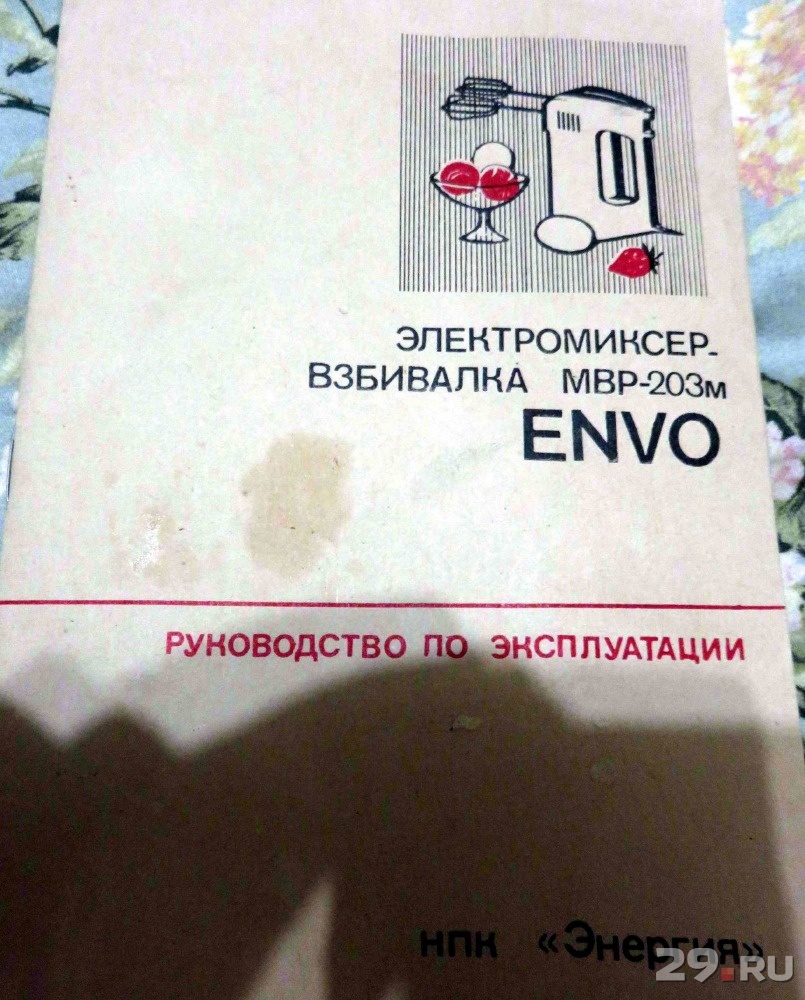 ЭЛЕКТРОМИКСЕР-
ВЗБИВАЛКА МВР-203м
ENVO
РУКОВОДСТВО ПО ЭКСПЛУАТАЦИИ
НПК «Энергия»
29.RU